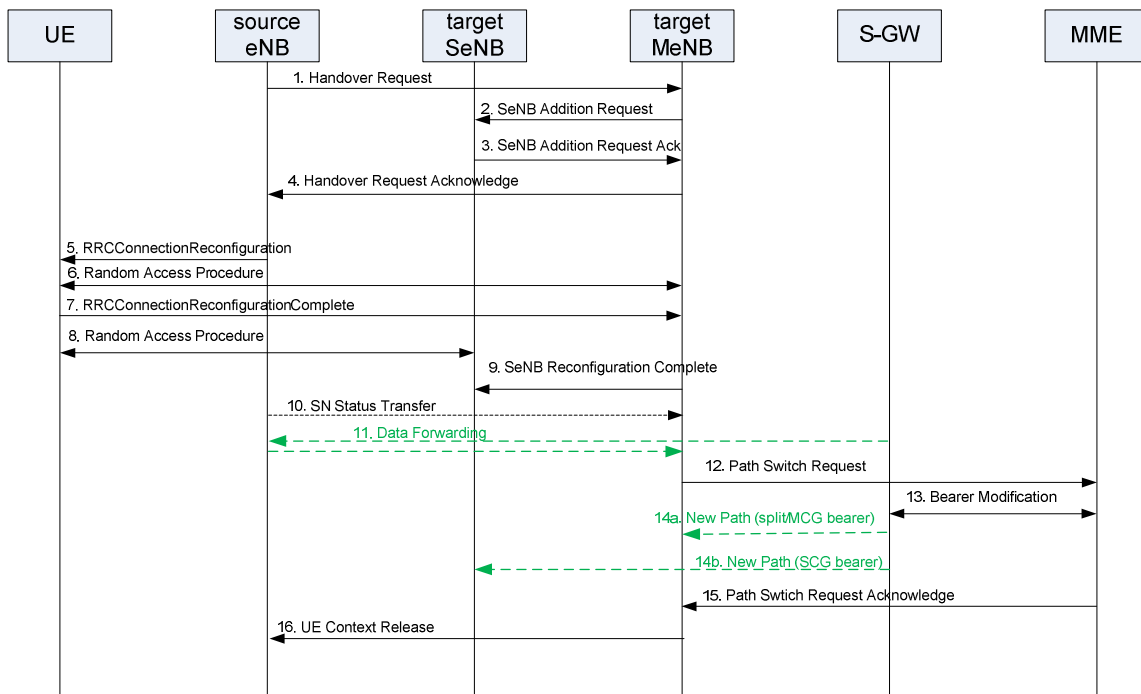 UE
source
eNB
target
SeNB
target
MeNB
S-GW
MME
1. Handover Request
2. SeNB Addition Request
3. SeNB Addition Request Ack
4. Handover Request Acknowledge
5. RRCConnectionReconfiguration
6. Random Access Procedure
7. RRCConnectionReconfigurationComplete
8. Random Access Procedure
9. SeNB Reconfiguration Complete
10. SN Status Transfer
11. Data Forwarding
12. Path Switch Request
13. Bearer Modification
14a. New Path (split/MCG bearer)
14b. New Path (SCG bearer)
15. Path Swtich Request Acknowledge
16. UE Context Release